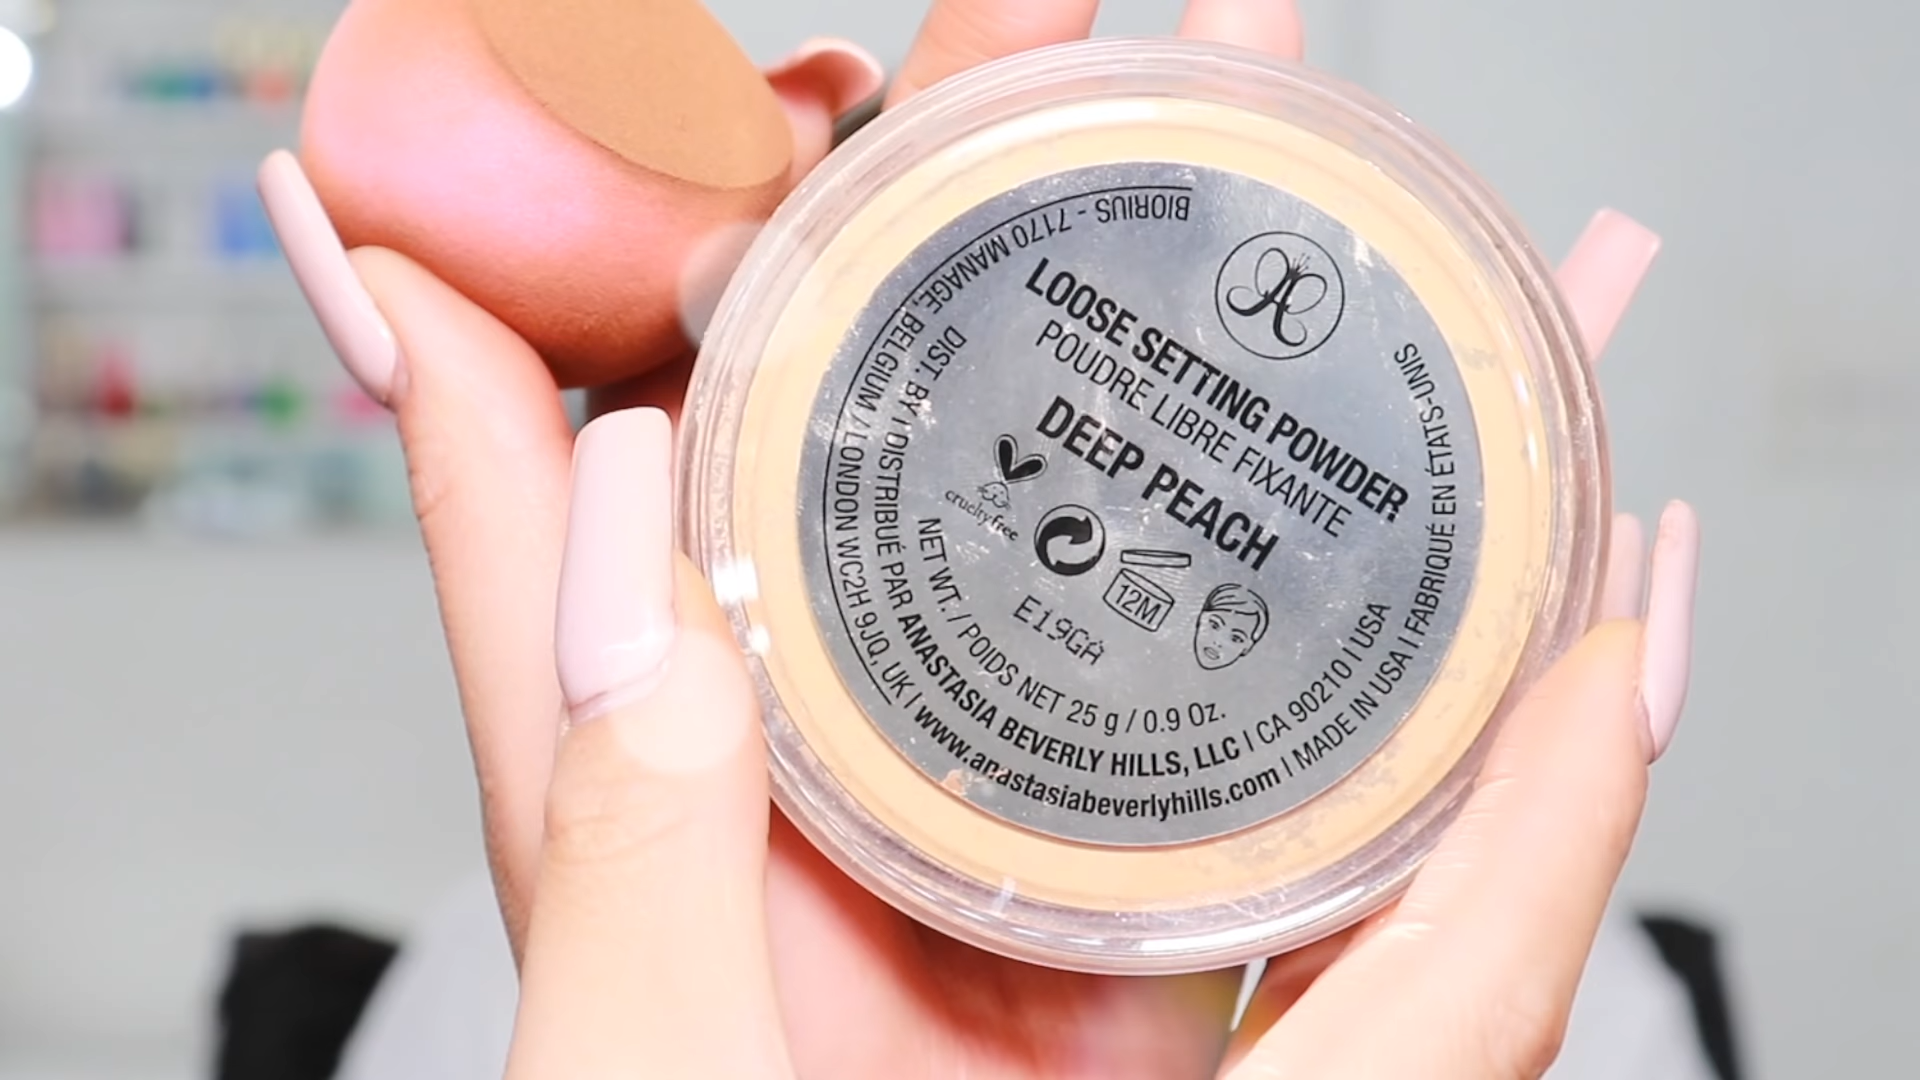 LOOSE SETTING POWDER
POUDRE LIBRE FIXANTE
DEEP PEACH
cruelty free
12M
E19GA
NET WT. / POIDS NET 25 g / 0.9 Oz.
DIST. BY / DISTRIBUÉ PAR ANASTASIA BEVERLY HILLS, LLC | CA 90210 | USA
BIORIUS - 7170 MANAGE, BELGIUM / LONDON WC2H 9JQ, UK | www.anastasiabeverlyhills.com | MADE IN USA | FABRIQUÉ EN ÉTATS-UNIS